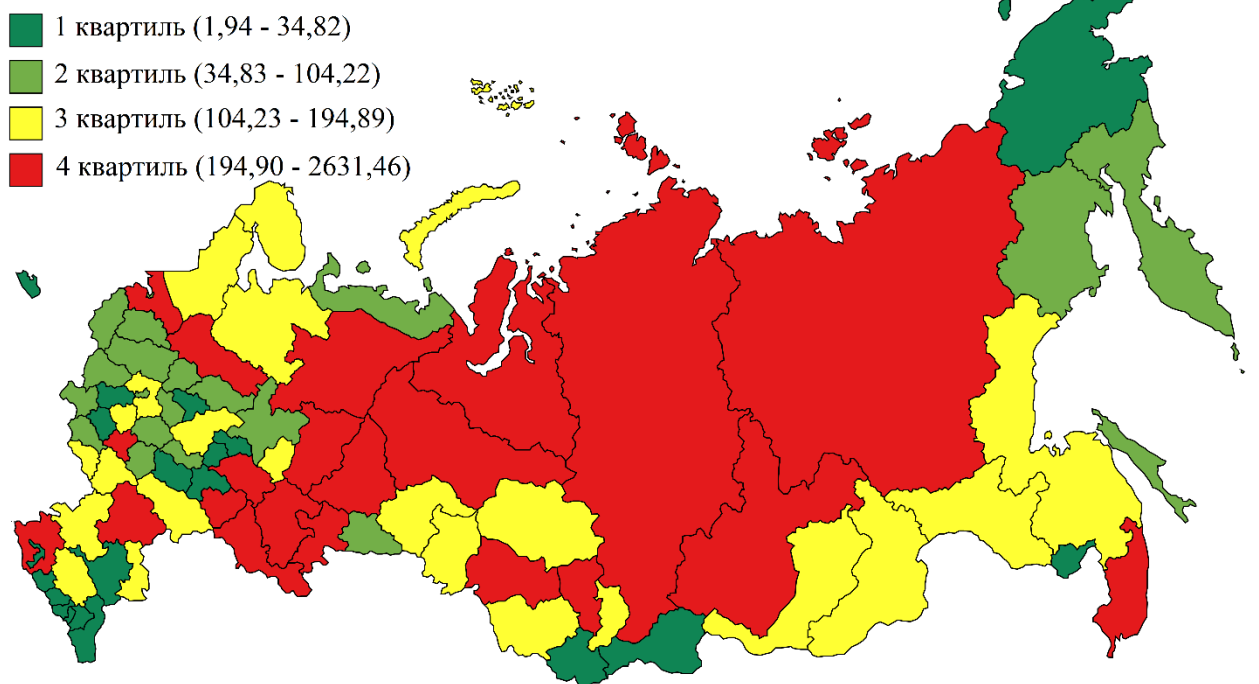 1 квартиль (1,94 - 34,82)
2 квартиль (34,83 - 104,22)
3 квартиль (104,23 - 194,89)
4 квартиль (194,90 - 2631,46)